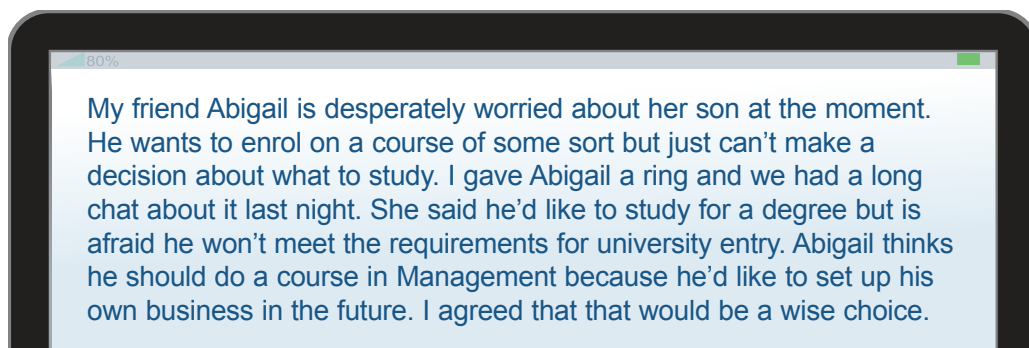 80%
My friend Abigail is desperately worried about her son at the moment.
He wants to enrol on a course of some sort but just can’t make a
decision about what to study. I gave Abigail a ring and we had a long
chat about it last night. She said he’d like to study for a degree but is
afraid he won’t meet the requirements for university entry. Abigail thinks
he should do a course in Management because he’d like to set up his
own business in the future. I agreed that that would be a wise choice.